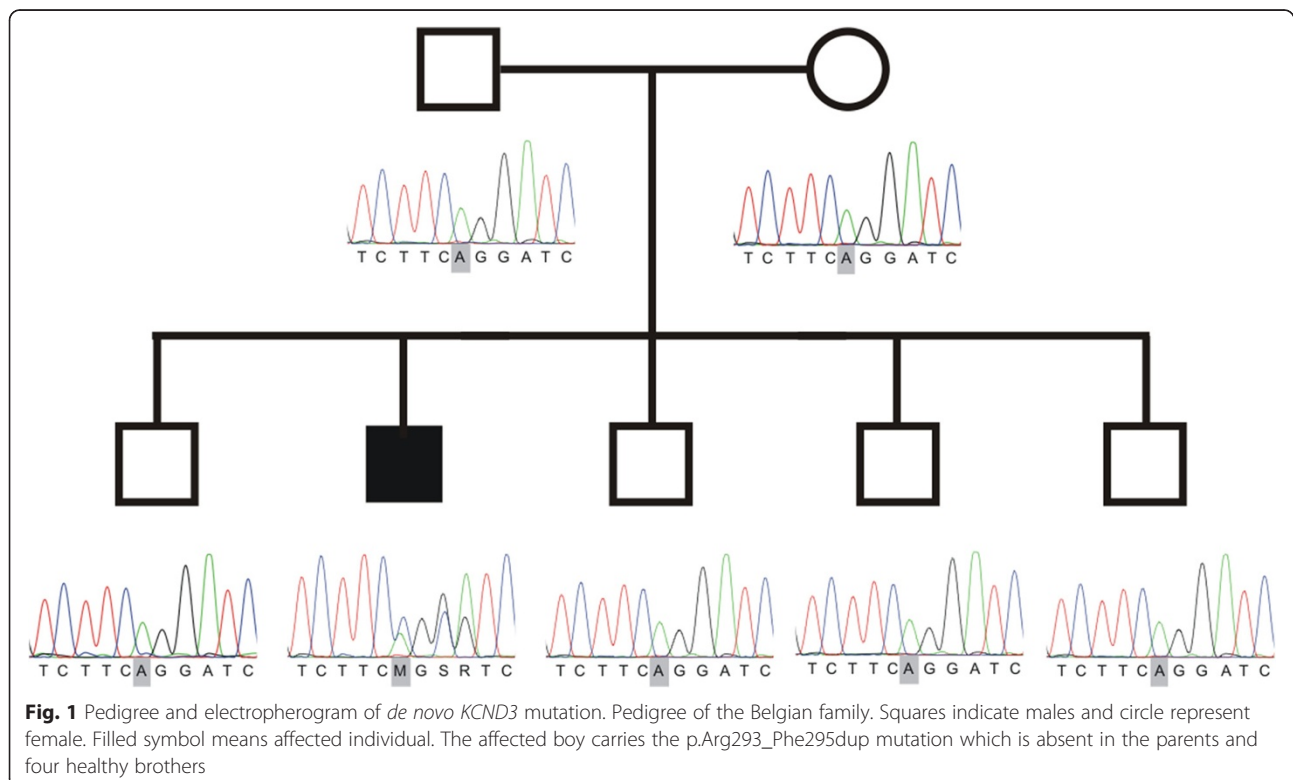 T C T T C A G G A T C
T C T T C A G G A T C
T C T T C A G G A T C
T C T T C M G S R T C
T C T T C A G G A T C
T C T T C A G G A T C
T C T T C A G G A T C
Fig. 1 Pedigree and electropherogram of de novo KCND3 mutation. Pedigree of the Belgian family. Squares indicate males and circle represent
female. Filled symbol means affected individual. The affected boy carries the p.Arg293_Phe295dup mutation which is absent in the parents and
four healthy brothers